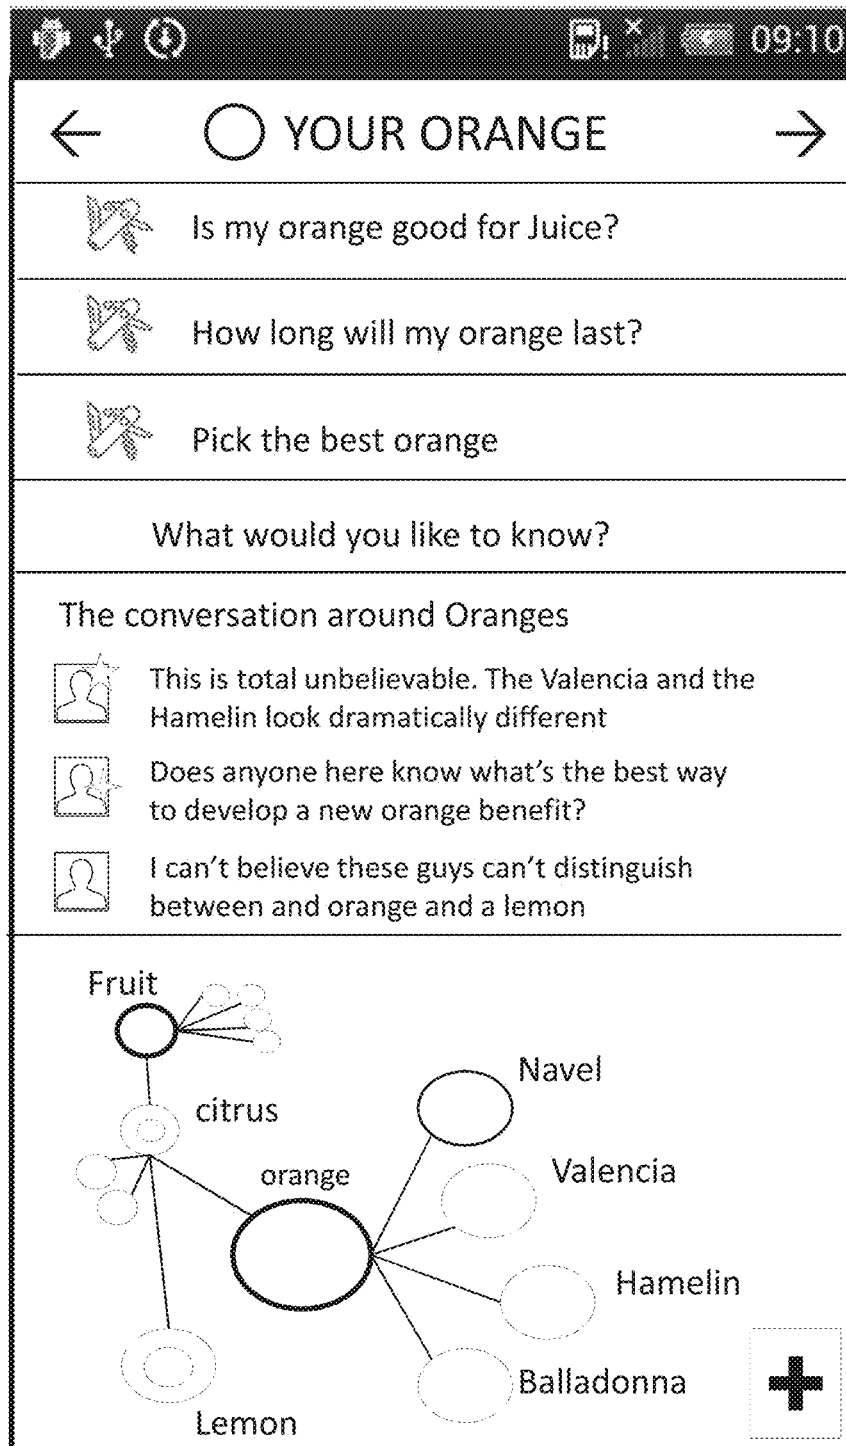 09:10
YOUR ORANGE
Is my orange good for Juice?
How long will my orange last?
Pick the best orange
What would you like to know?
The conversation around Oranges
This is total unbelievable. The Valencia and the
Hamelin look dramatically different
Does anyone here know what's the best way
to develop a new orange benefit?
I can't believe these guys can't distinguish
between and orange and a lemon
Fruit
Navel
citrus
Valencia
orange
Hamelin
Balladonna
Lemon